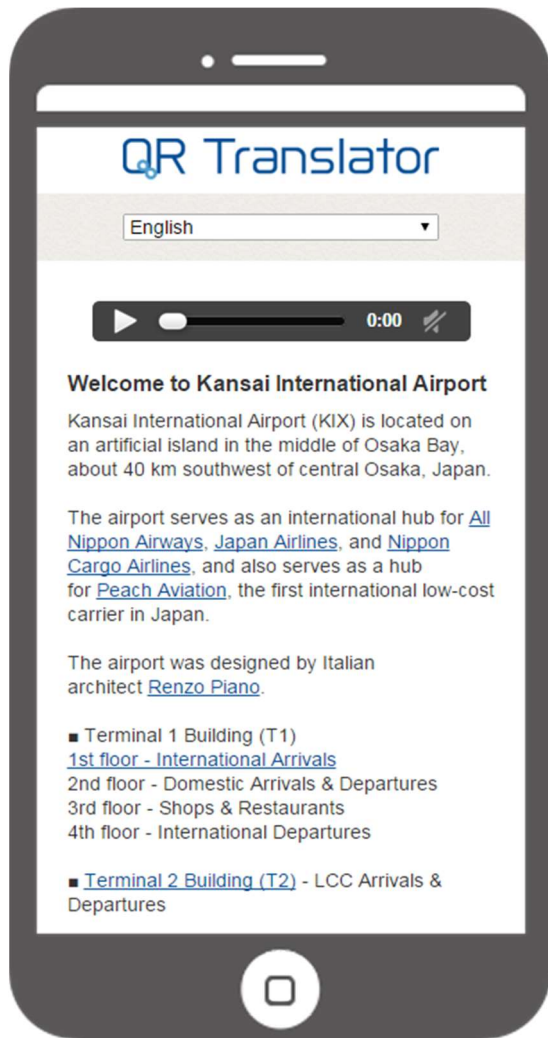 QR Translator
English
0:00
Welcome to Kansai International Airport
Kansai International Airport (KIX) is located on
an artificial island in the middle of Osaka Bay,
about 40 km southwest of central Osaka, Japan.
The airport serves as an international hub for All
Nippon Airways, Japan Airlines, and Nippon
Cargo Airlines, and also serves as a hub
for Peach Aviation, the first international low-cost
carrier in Japan.
The airport was designed by Italian
architect Renzo Piano.
■ Terminal 1 Building (T1)
1st floor - International Arrivals
2nd floor - Domestic Arrivals & Departures
3rd floor - Shops & Restaurants
4th floor - International Departures
■ Terminal 2 Building (T2) - LCC Arrivals &
Departures